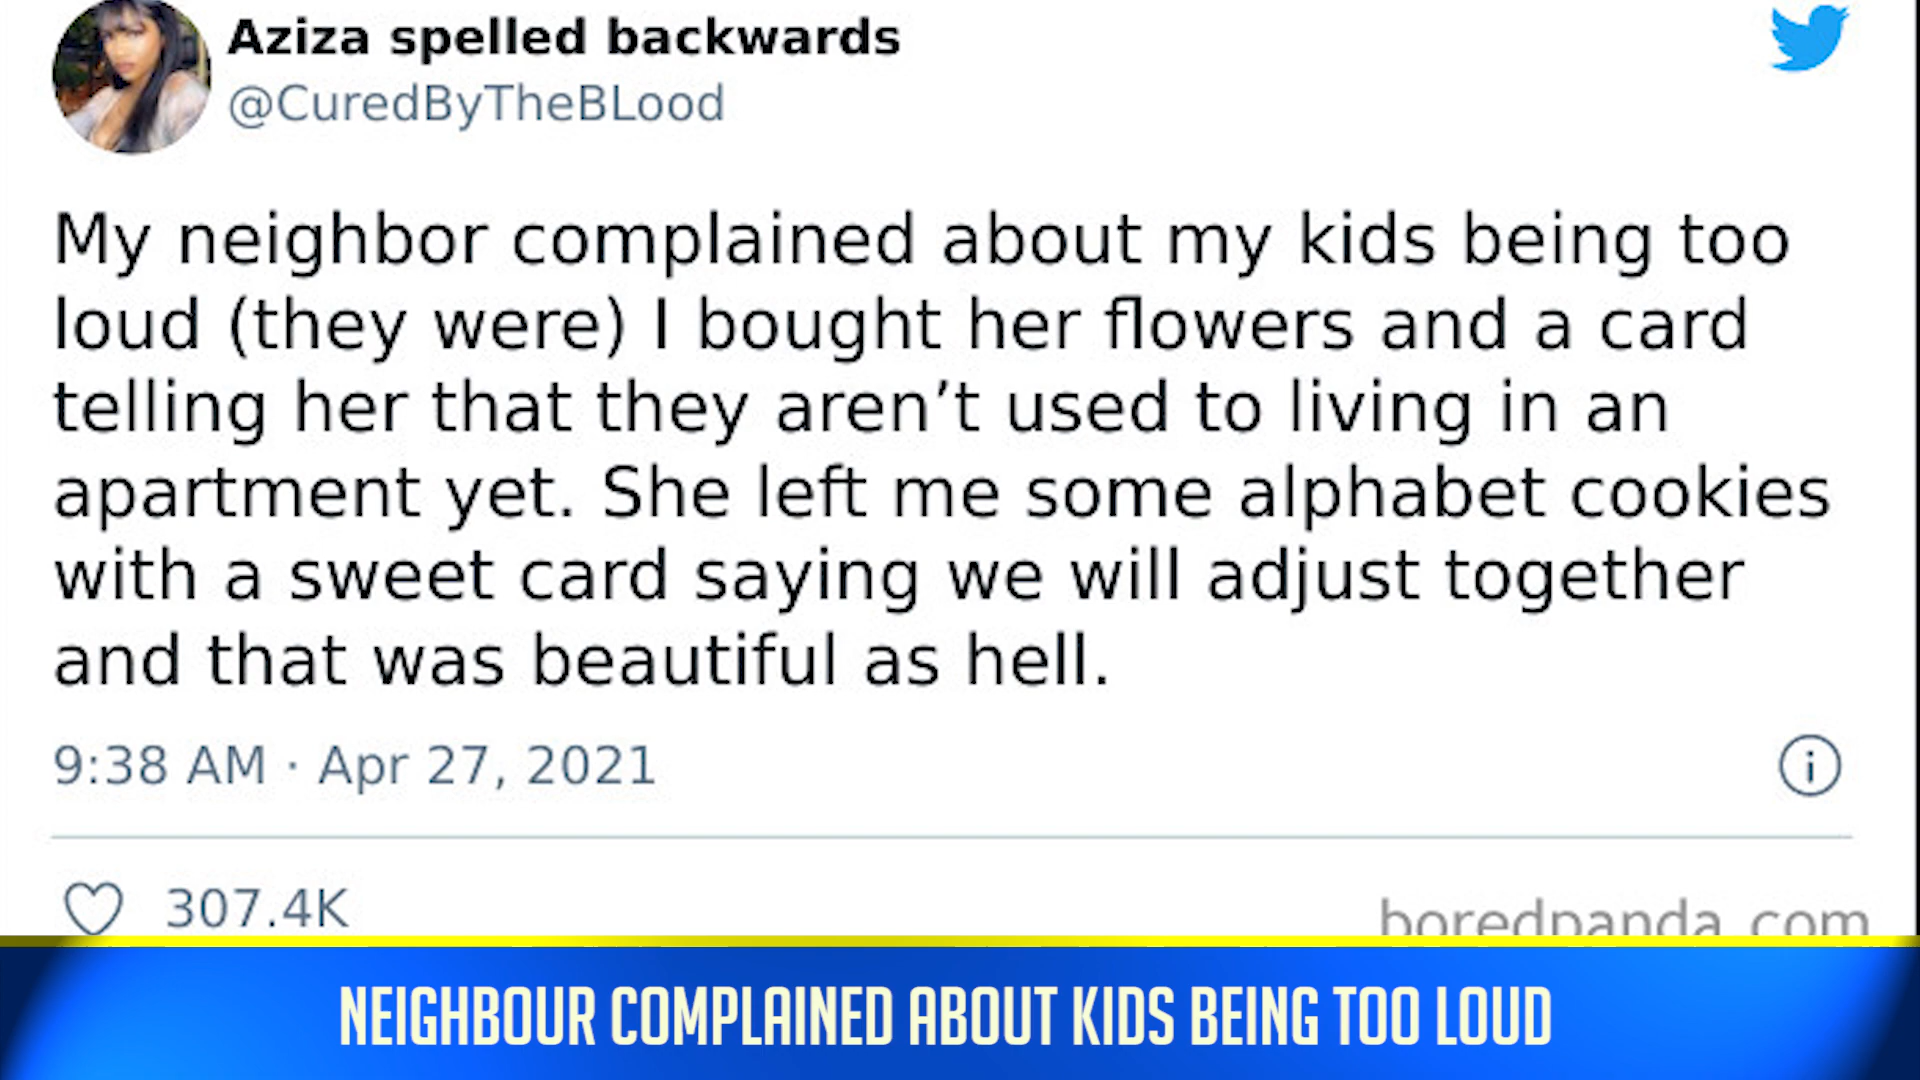 Aziza spelled backwards
@CuredByTheBLood
My neighbor complained about my kids being too
loud (they were) I bought her flowers and a card
telling her that they aren’t used to living in an
apartment yet. She left me some alphabet cookies
with a sweet card saying we will adjust together
and that was beautiful as hell.
9:38 AM · Apr 27, 2021
307.4K
boredpanda.com
NEIGHBOUR COMPLAINED ABOUT KIDS BEING TOO LOUD